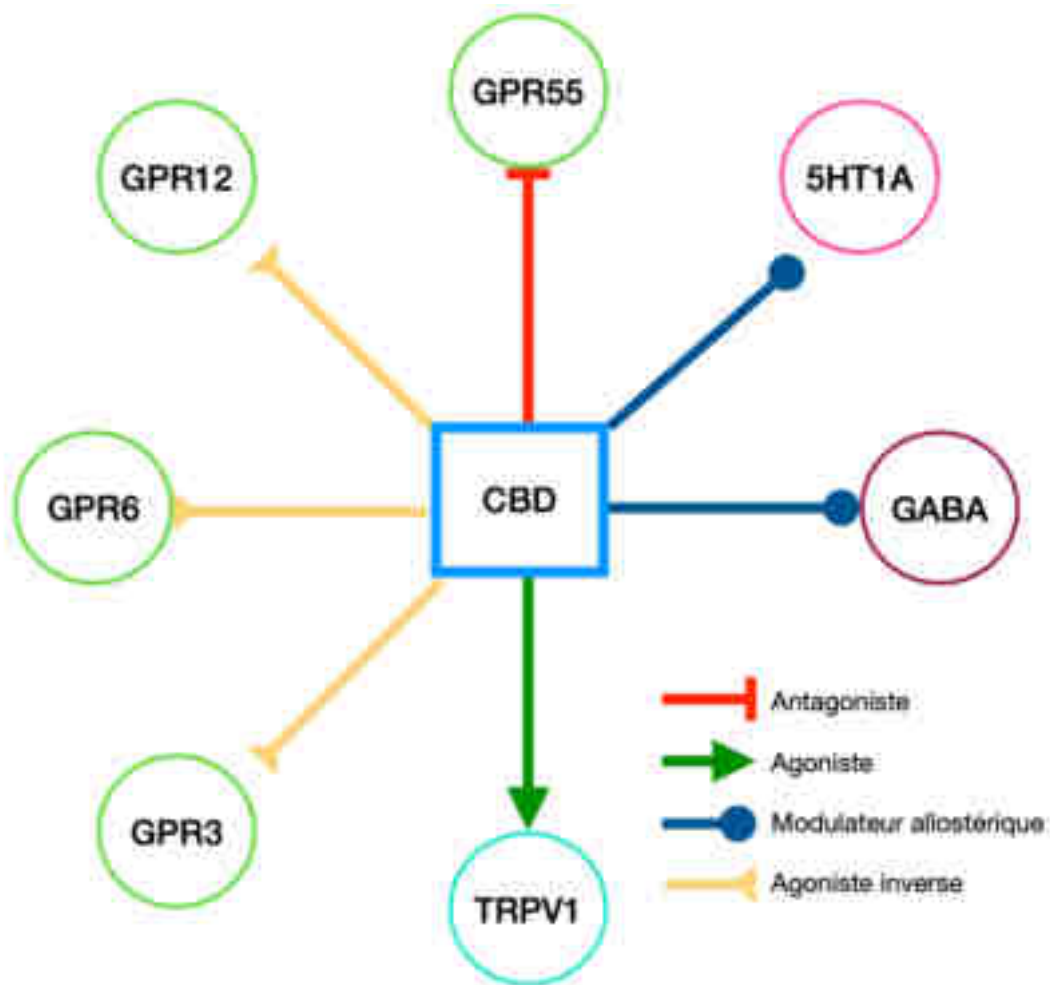 GPR55
GPR12
5HT1A
GPR6
CBD
GABA
GPR3
TRPV1
Antagoniste
Agoniste
Modulateur allostérique
Agoniste inverse